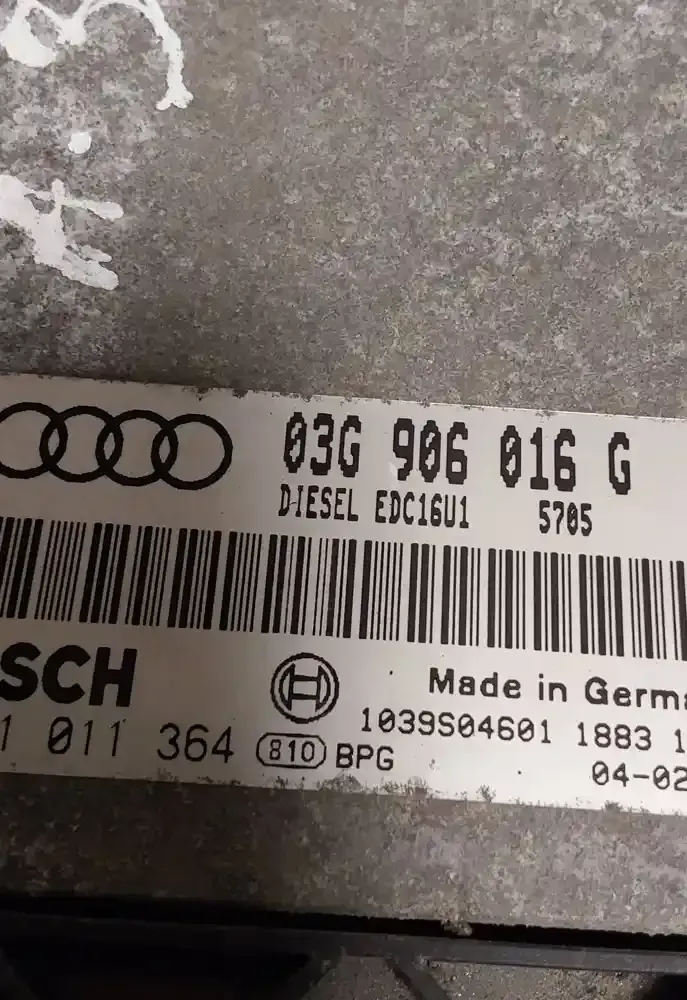 03G 906 016 G
DIESEL EDC16U1 5705
SCH
Made in Germa
1 011 364 810 BPG
1039S04601 1883 1
04-02